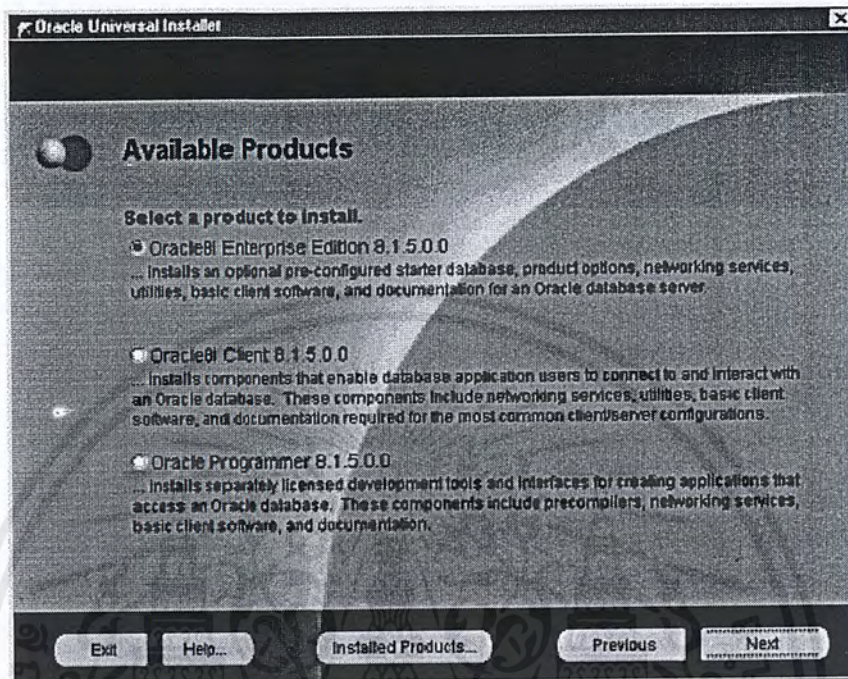 Oracle Universal Installer
Available Products
Select a product to install.
Oracle8i Enterprise Edition 8.1.5.0.0
... Installs an optional pre-configured starter database, product options, networking services,
utilities, basic client software, and documentation for an Oracle database server.
Oracle8i Client 8.1.5.0.0
... Installs components that enable database application users to connect to and interact with
an Oracle database. These components include networking services, utilities, basic client
software, and documentation required for the most common client/server configurations.
Oracle Programmer 8.1.5.0.0
... Installs separately licensed development tools and interfaces for creating applications that
access an Oracle database. These components include precompilers, networking services,
basic client software, and documentation.
Exit Help... Installed Products... Previous Next